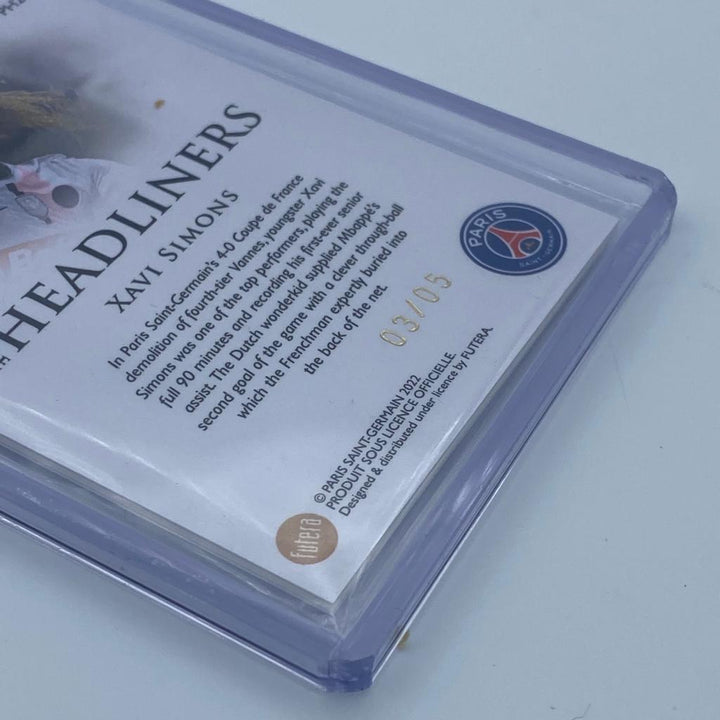 HEADLINERS
XAVI SIMONS
In Paris Saint-Germain's 4-0 Coupe de France
demolition of fourth-tier Vannes, youngster Xavi
Simons was one of the top performers, playing the
full 90 minutes and recording his first-ever senior
assist. The Dutch wonderkid supplied Mbappé's
second goal of the game with a clever through-ball
which the Frenchman expertly buried into
the back of the net.
PARIS
SAINT-GERMAIN
03/05
© PARIS SAINT-GERMAIN 2022
PRODUIT SOUS LICENCE OFFICIELLE
Designed & distributed under licence by FUTERA
futera